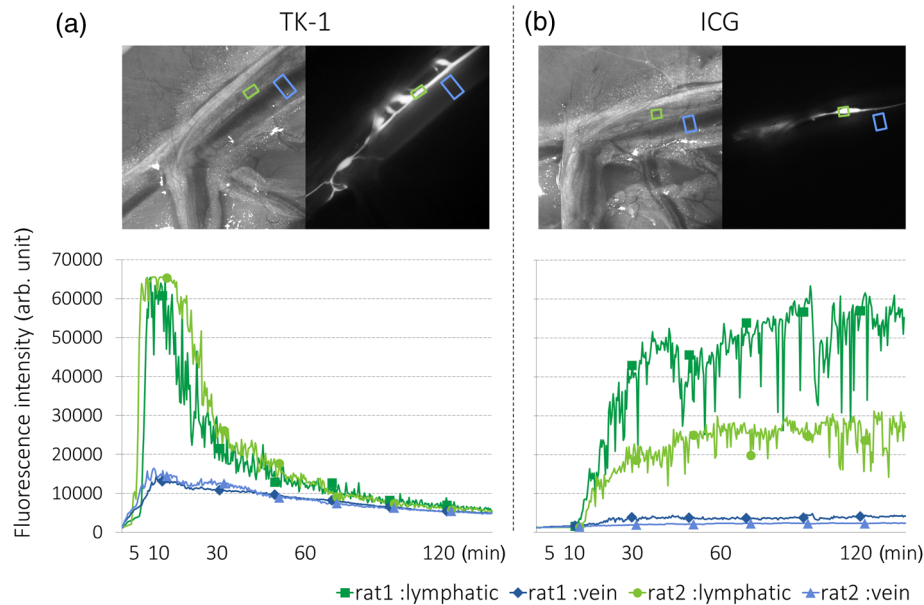 (a) TK-1
(b) ICG
Fluorescence intensity (arb. unit)
70000
60000
50000
40000
30000
20000
10000
0
5 10 30 60 120 (min)
5 10 30 60 120 (min)
rat1 :lymphatic rat1 :vein rat2 :lymphatic rat2 :vein